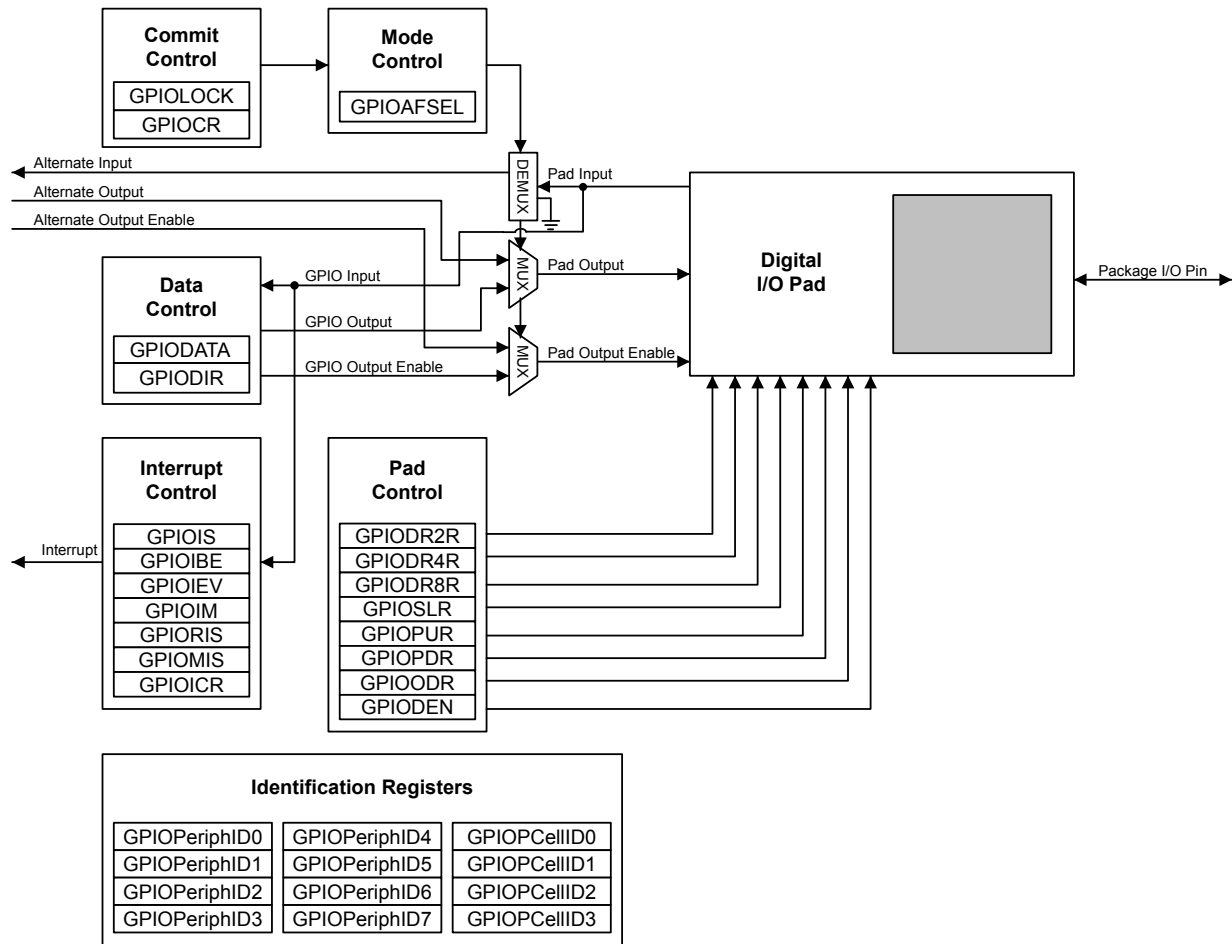 Commit
Control
GPIOLOCK
GPIOCR
Mode
Control
GPIOAFSEL
Alternate Input
Alternate Output
Alternate Output Enable
DEMUX
Pad Input
MUX
Pad Output
MUX
Pad Output Enable
Digital
I/O Pad
Package I/O Pin
Data
Control
GPIODATA
GPIODIR
GPIO Input
GPIO Output
GPIO Output Enable
Interrupt
Control
GPIOIS
GPIOIBE
GPIOIEV
GPIOIM
GPIORIS
GPIOMIS
GPIOICR
Interrupt
Pad
Control
GPIODR2R
GPIODR4R
GPIODR8R
GPIOSLR
GPIOPUR
GPIOPDR
GPIOODR
GPIODEN
Identification Registers
GPIOPeriphID0
GPIOPeriphID1
GPIOPeriphID2
GPIOPeriphID3
GPIOPeriphID4
GPIOPeriphID5
GPIOPeriphID6
GPIOPeriphID7
GPIOPCellID0
GPIOPCellID1
GPIOPCellID2
GPIOPCellID3